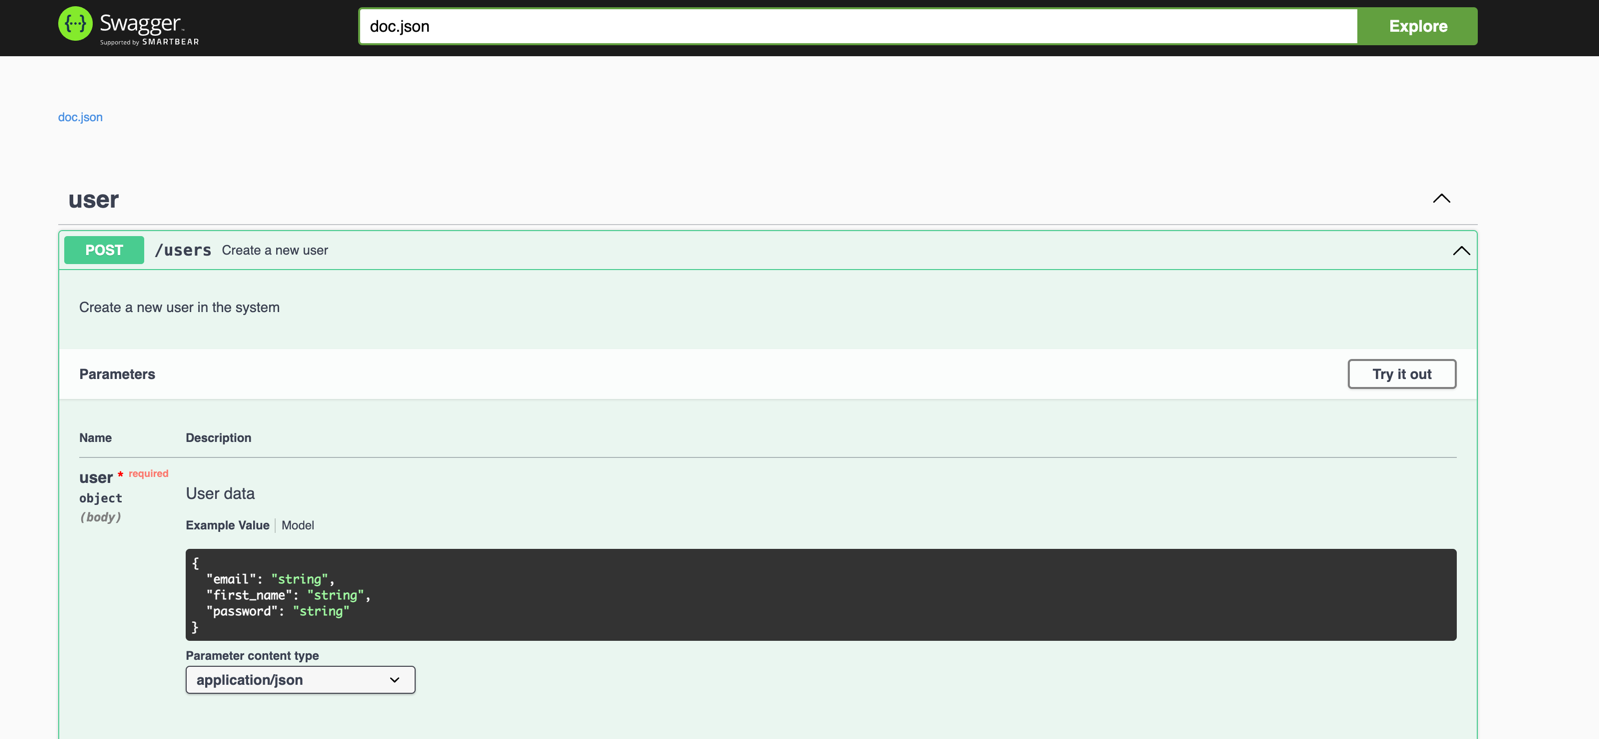 {···} Swagger
Supported by SMARTBEAR
doc.json
Explore
doc.json
user
POST /users Create a new user
Create a new user in the system
Parameters
Try it out
Name Description
user * required
object
(body)
User data
Example Value Model
{
  "email": "string",
  "first_name": "string",
  "password": "string"
}
Parameter content type
application/json